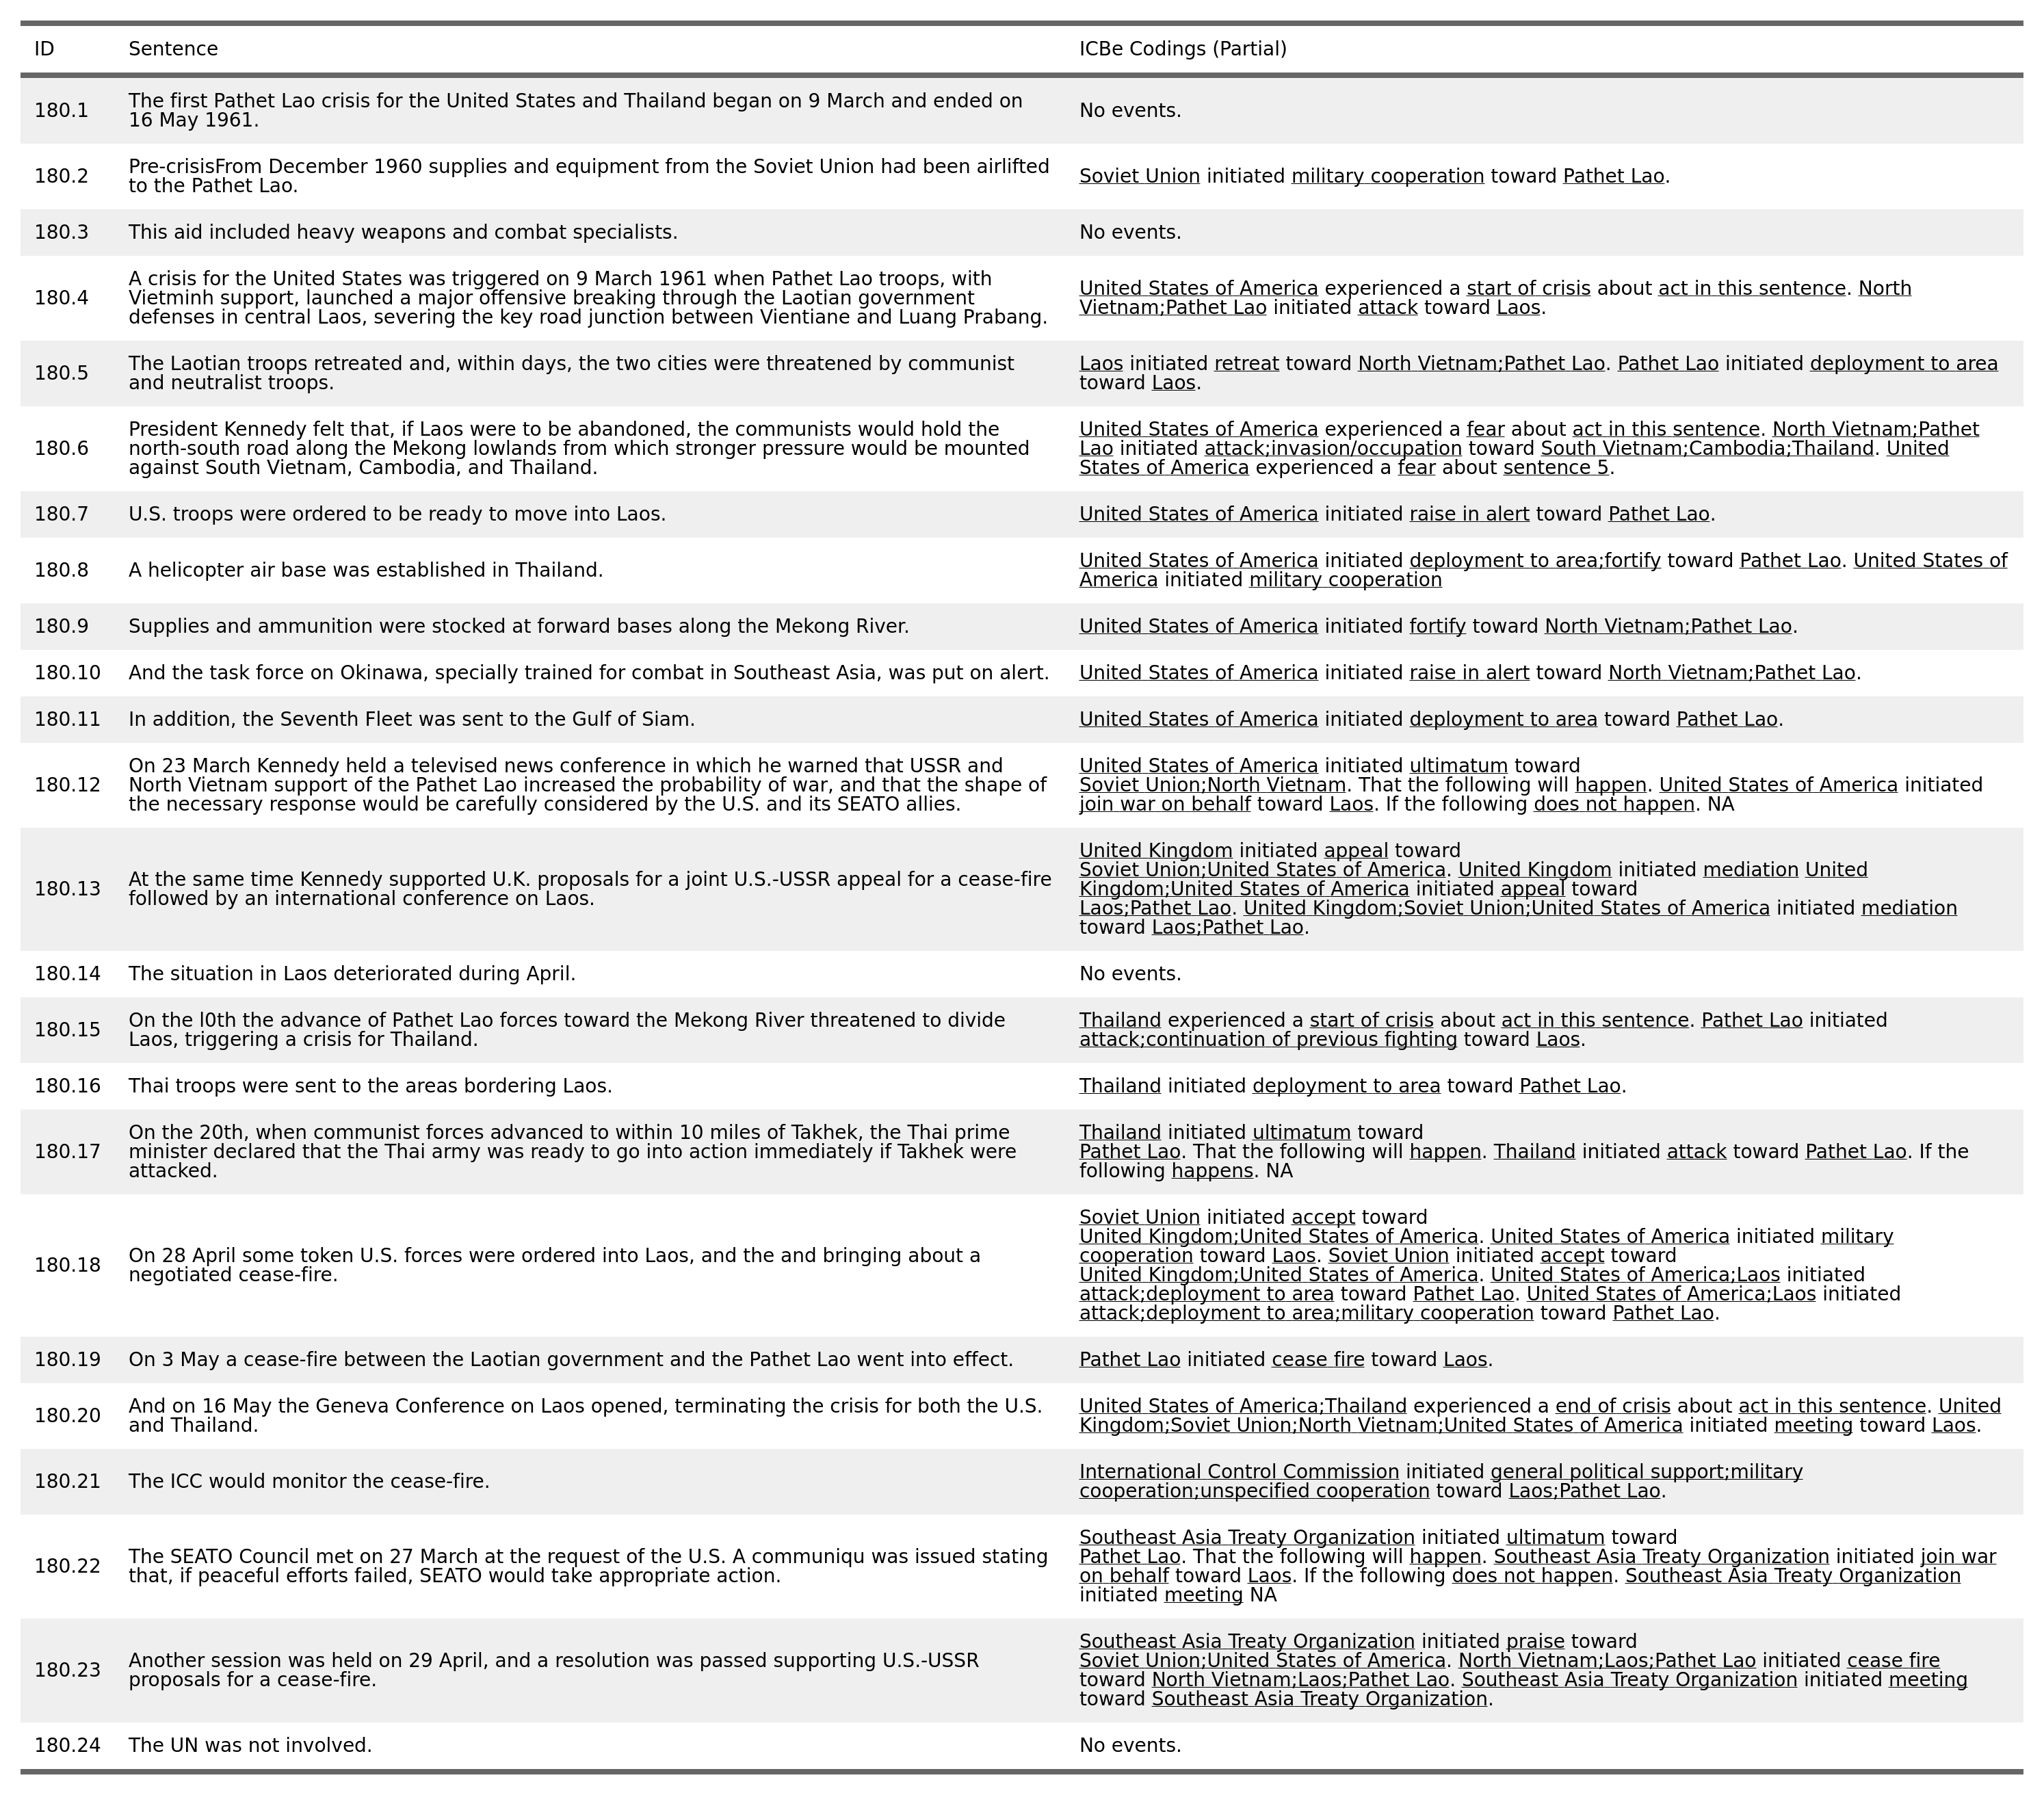 ID Sentence ICBe Codings (Partial)
180.1 The first Pathet Lao crisis for the United States and Thailand began on 9 March and ended on
16 May 1961.
No events.
180.2 Pre-crisisFrom December 1960 supplies and equipment from the Soviet Union had been airlifted
to the Pathet Lao.
Soviet Union initiated military cooperation toward Pathet Lao.
180.3 This aid included heavy weapons and combat specialists.
No events.
180.4 A crisis for the United States was triggered on 9 March 1961 when Pathet Lao troops, with
Vietminh support, launched a major offensive breaking through the Laotian government
defenses in central Laos, severing the key road junction between Vientiane and Luang Prabang.
United States of America experienced a start of crisis about act in this sentence. North
Vietnam;Pathet Lao initiated attack toward Laos.
180.5 The Laotian troops retreated and, within days, the two cities were threatened by communist
and neutralist troops.
Laos initiated retreat toward North Vietnam;Pathet Lao. Pathet Lao initiated deployment to area
toward Laos.
180.6 President Kennedy felt that, if Laos were to be abandoned, the communists would hold the
north-south road along the Mekong lowlands from which stronger pressure would be mounted
against South Vietnam, Cambodia, and Thailand.
United States of America experienced a fear about act in this sentence. North Vietnam;Pathet
Lao initiated attack;invasion/occupation toward South Vietnam;Cambodia;Thailand. United
States of America experienced a fear about sentence 5.
180.7 U.S. troops were ordered to be ready to move into Laos.
United States of America initiated raise in alert toward Pathet Lao.
180.8 A helicopter air base was established in Thailand.
United States of America initiated deployment to area;fortify toward Pathet Lao. United States of
America initiated military cooperation
180.9 Supplies and ammunition were stocked at forward bases along the Mekong River.
United States of America initiated fortify toward North Vietnam;Pathet Lao.
180.10 And the task force on Okinawa, specially trained for combat in Southeast Asia, was put on alert.
United States of America initiated raise in alert toward North Vietnam;Pathet Lao.
180.11 In addition, the Seventh Fleet was sent to the Gulf of Siam.
United States of America initiated deployment to area toward Pathet Lao.
180.12 On 23 March Kennedy held a televised news conference in which he warned that USSR and
North Vietnam support of the Pathet Lao increased the probability of war, and that the shape of
the necessary response would be carefully considered by the U.S. and its SEATO allies.
United States of America initiated ultimatum toward
Soviet Union;North Vietnam. That the following will happen. United States of America initiated
join war on behalf toward Laos. If the following does not happen. NA
180.13 At the same time Kennedy supported U.K. proposals for a joint U.S.-USSR appeal for a cease-fire
followed by an international conference on Laos.
United Kingdom initiated appeal toward
Soviet Union;United States of America. United Kingdom initiated mediation United
Kingdom;United States of America initiated appeal toward
Laos;Pathet Lao. United Kingdom;Soviet Union;United States of America initiated mediation
toward Laos;Pathet Lao.
180.14 The situation in Laos deteriorated during April.
No events.
180.15 On the l0th the advance of Pathet Lao forces toward the Mekong River threatened to divide
Laos, triggering a crisis for Thailand.
Thailand experienced a start of crisis about act in this sentence. Pathet Lao initiated
attack;continuation of previous fighting toward Laos.
180.16 Thai troops were sent to the areas bordering Laos.
Thailand initiated deployment to area toward Pathet Lao.
180.17 On the 20th, when communist forces advanced to within 10 miles of Takhek, the Thai prime
minister declared that the Thai army was ready to go into action immediately if Takhek were
attacked.
Thailand initiated ultimatum toward
Pathet Lao. That the following will happen. Thailand initiated attack toward Pathet Lao. If the
following happens. NA
180.18 On 28 April some token U.S. forces were ordered into Laos, and the and bringing about a
negotiated cease-fire.
Soviet Union initiated accept toward
United Kingdom;United States of America. United States of America initiated military
cooperation toward Laos. Soviet Union initiated accept toward
United Kingdom;United States of America. United States of America;Laos initiated
attack;deployment to area toward Pathet Lao. United States of America;Laos initiated
attack;deployment to area;military cooperation toward Pathet Lao.
180.19 On 3 May a cease-fire between the Laotian government and the Pathet Lao went into effect.
Pathet Lao initiated cease fire toward Laos.
180.20 And on 16 May the Geneva Conference on Laos opened, terminating the crisis for both the U.S.
and Thailand.
United States of America;Thailand experienced a end of crisis about act in this sentence. United
Kingdom;Soviet Union;North Vietnam;United States of America initiated meeting toward Laos.
180.21 The ICC would monitor the cease-fire.
International Control Commission initiated general political support;military
cooperation;unspecified cooperation toward Laos;Pathet Lao.
180.22 The SEATO Council met on 27 March at the request of the U.S. A communiqu was issued stating
that, if peaceful efforts failed, SEATO would take appropriate action.
Southeast Asia Treaty Organization initiated ultimatum toward
Pathet Lao. That the following will happen. Southeast Asia Treaty Organization initiated join war
on behalf toward Laos. If the following does not happen. Southeast Asia Treaty Organization
initiated meeting NA
180.23 Another session was held on 29 April, and a resolution was passed supporting U.S.-USSR
proposals for a cease-fire.
Southeast Asia Treaty Organization initiated praise toward
Soviet Union;United States of America. North Vietnam;Laos;Pathet Lao initiated cease fire
toward North Vietnam;Laos;Pathet Lao. Southeast Asia Treaty Organization initiated meeting
toward Southeast Asia Treaty Organization.
180.24 The UN was not involved.
No events.